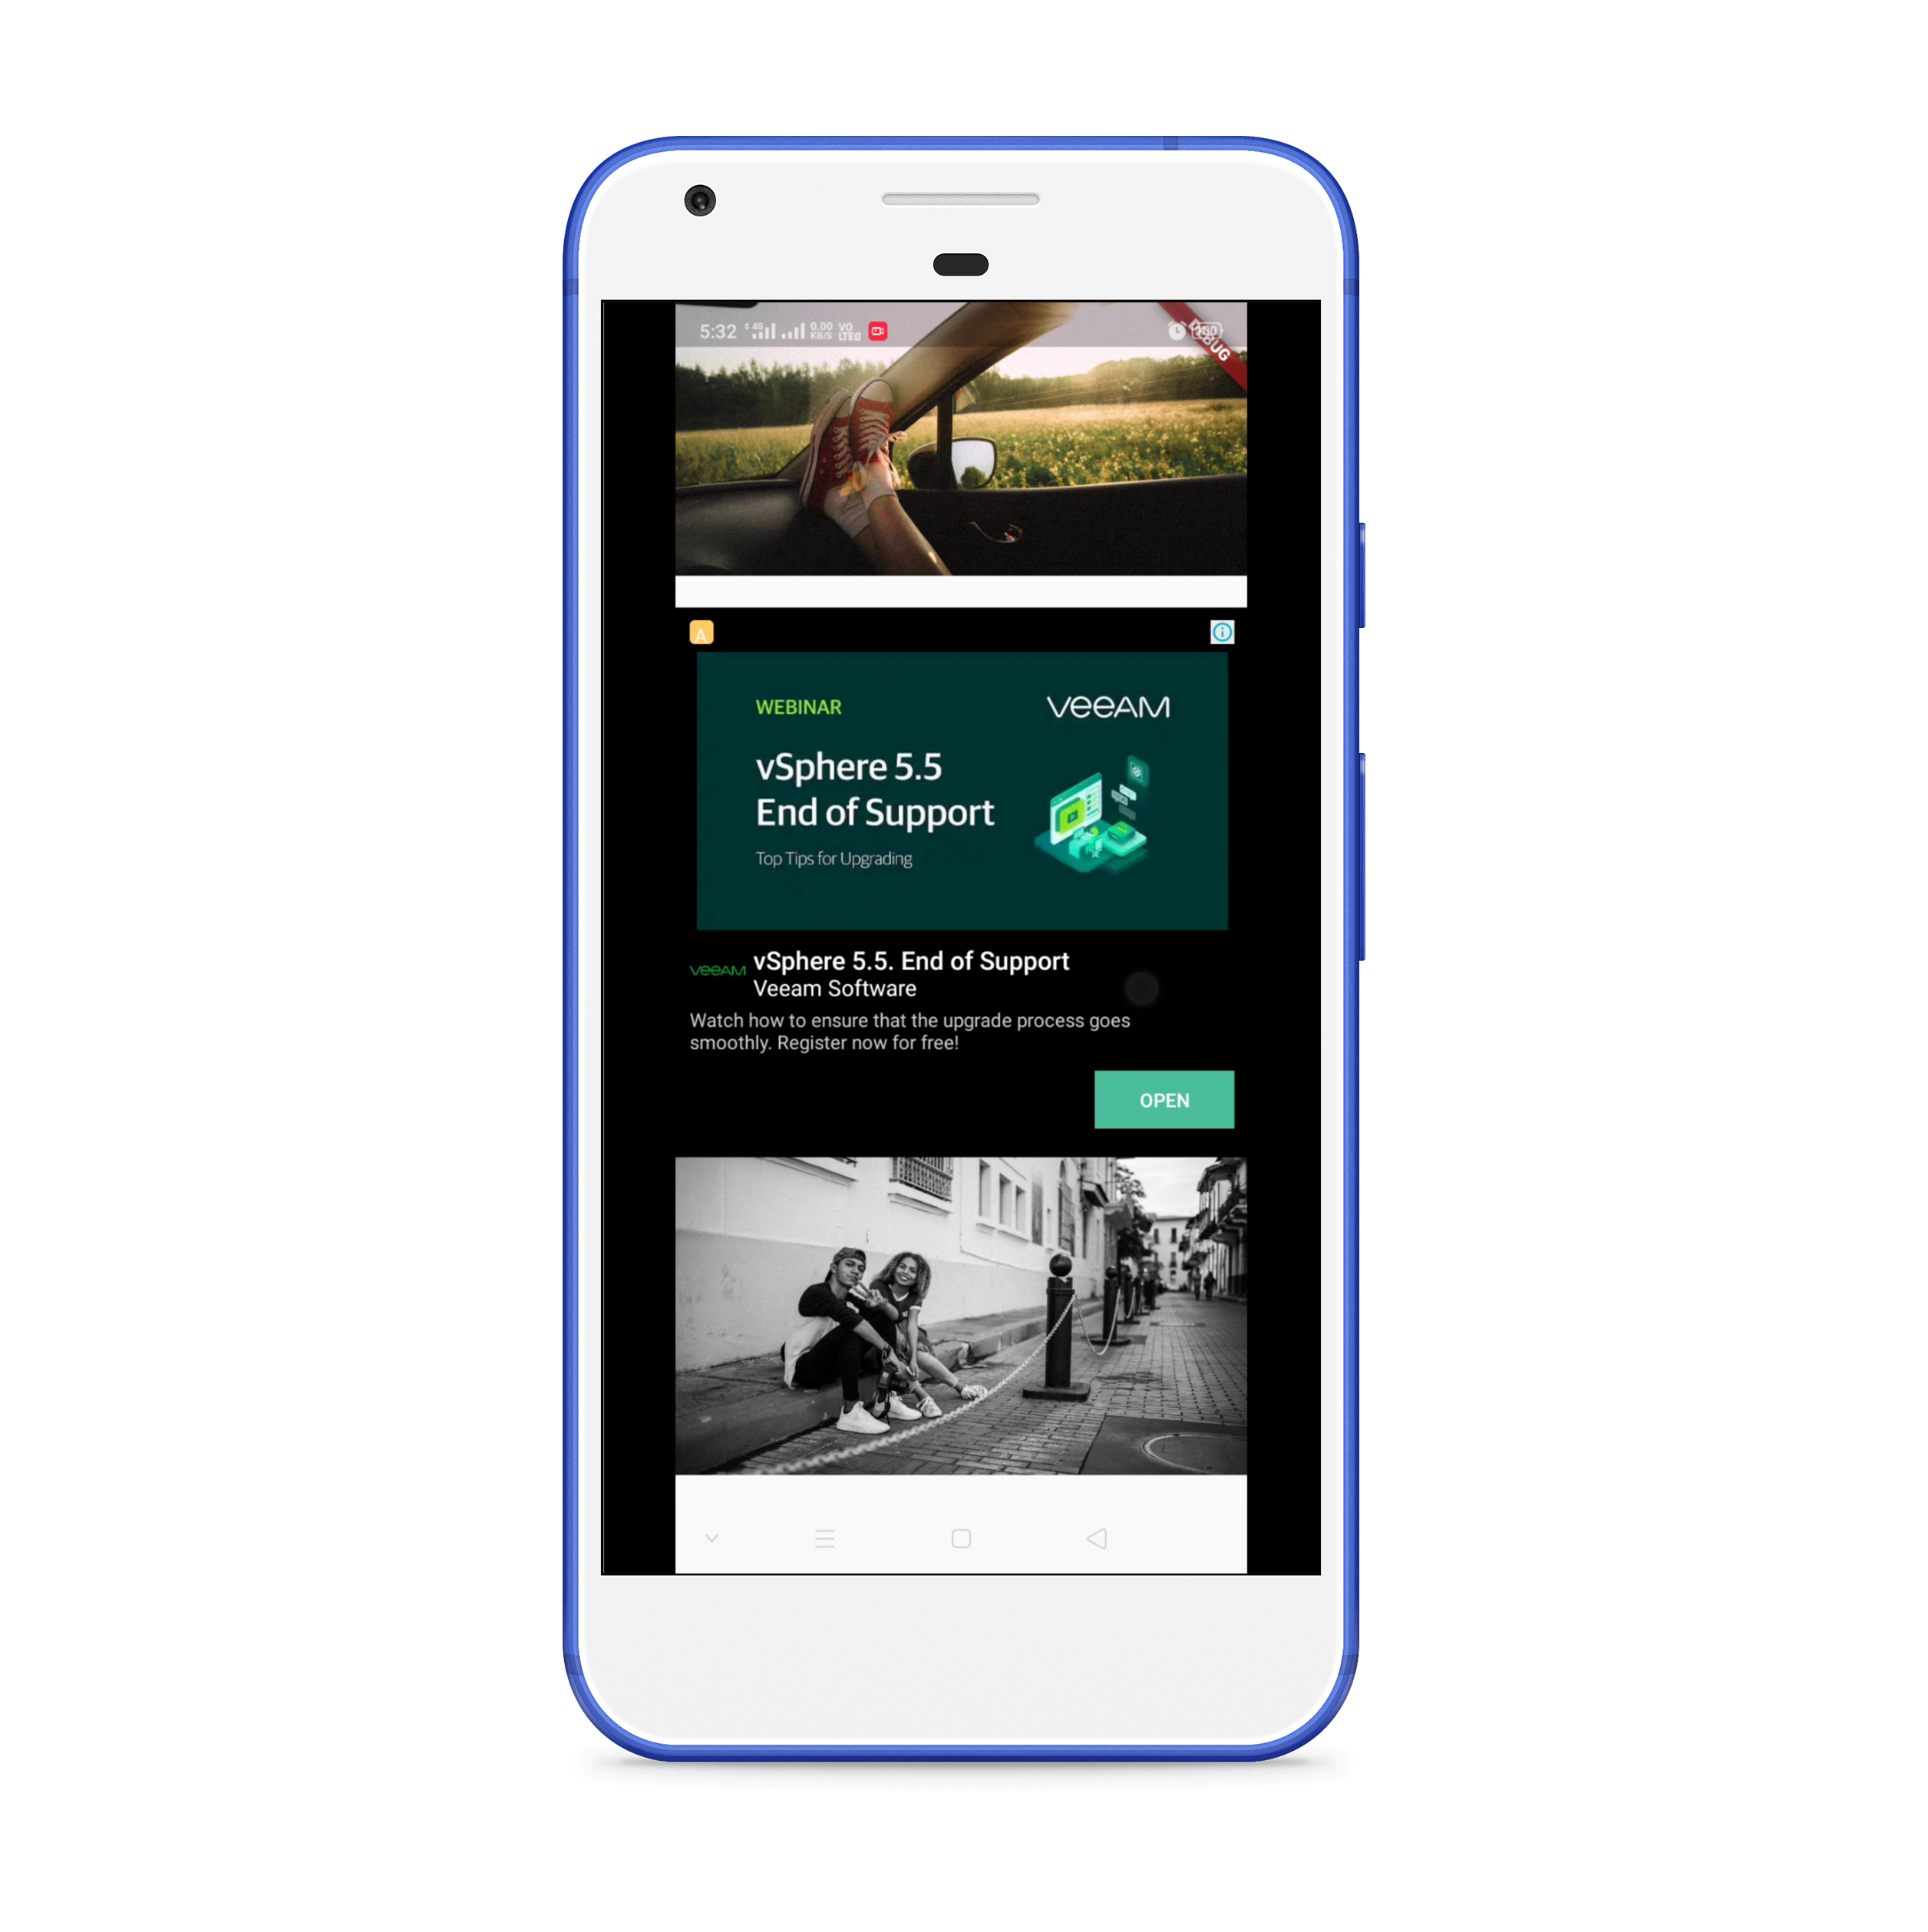 5:32 4G 0.00 KB/S VO LTE 100
DEBUG
A
WEBINAR
veeAM
vSphere 5.5
End of Support
Top Tips for Upgrading
veeAM
vSphere 5.5. End of Support
Veeam Software
Watch how to ensure that the upgrade process goes
smoothly. Register now for free!
OPEN